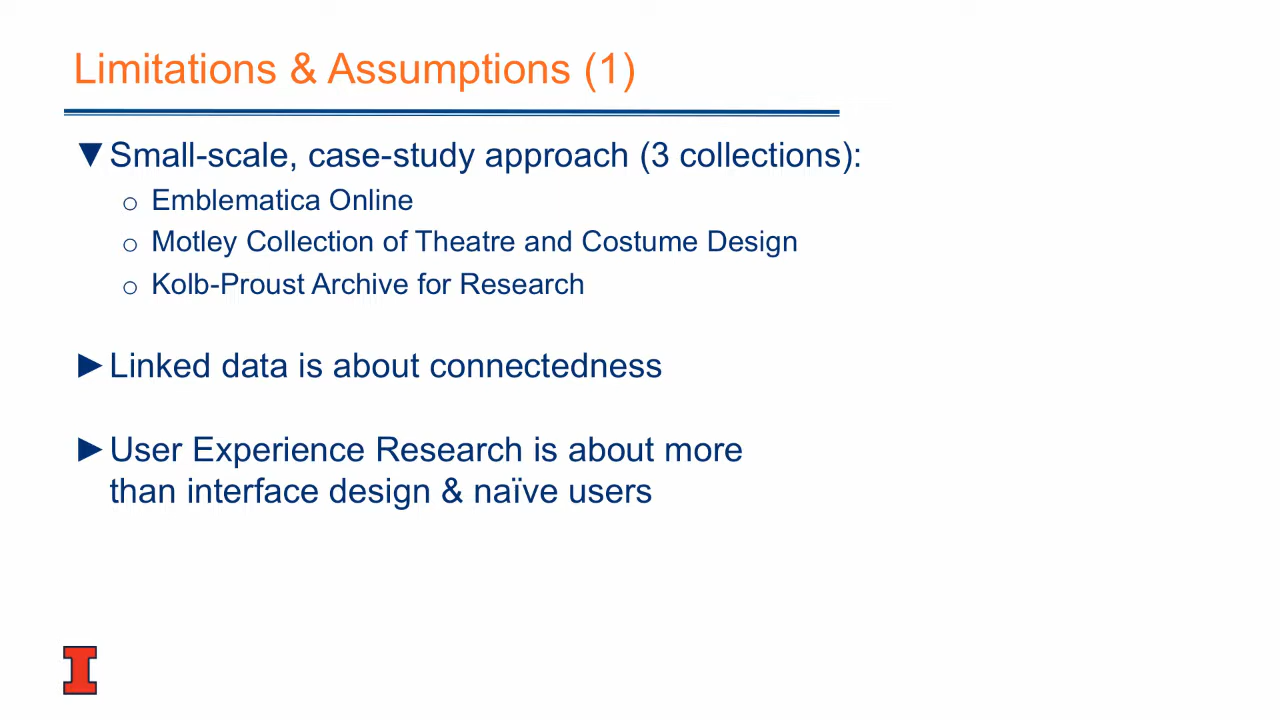 Limitations & Assumptions (1)
▼Small-scale, case-study approach (3 collections):
o Emblematica Online
o Motley Collection of Theatre and Costume Design
o Kolb-Proust Archive for Research
►Linked data is about connectedness
►User Experience Research is about more
than interface design & naïve users
I